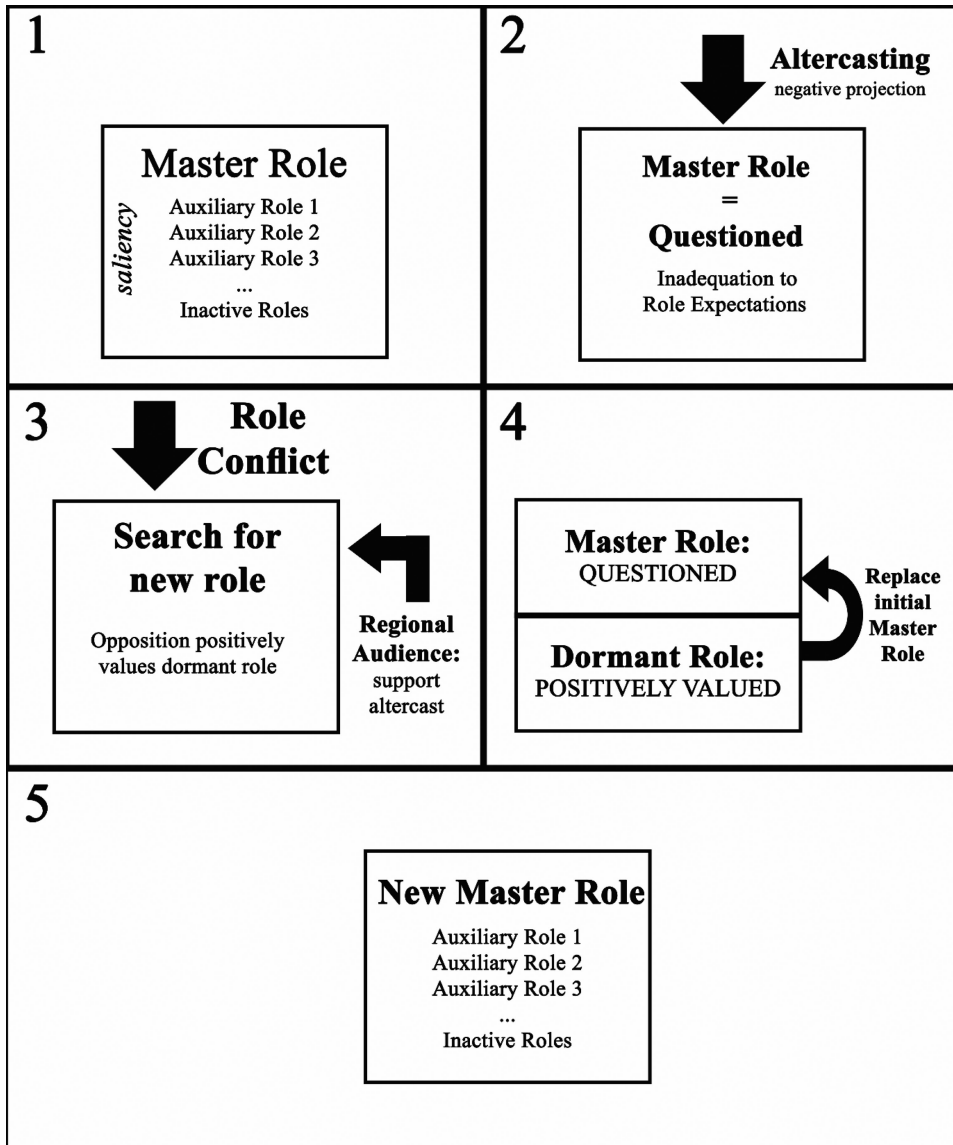 1
Master Role
saliency
Auxiliary Role 1
Auxiliary Role 2
Auxiliary Role 3
...
Inactive Roles
2
Altercasting
negative projection
Master Role
=
Questioned
Inadequation to
Role Expectations
3
Role
Conflict
Search for
new role
Opposition positively
values dormant role
Regional
Audience:
support
altercast
4
Master Role:
QUESTIONED
Dormant Role:
POSITIVELY VALUED
Replace
initial
Master
Role
5
New Master Role
Auxiliary Role 1
Auxiliary Role 2
Auxiliary Role 3
...
Inactive Roles